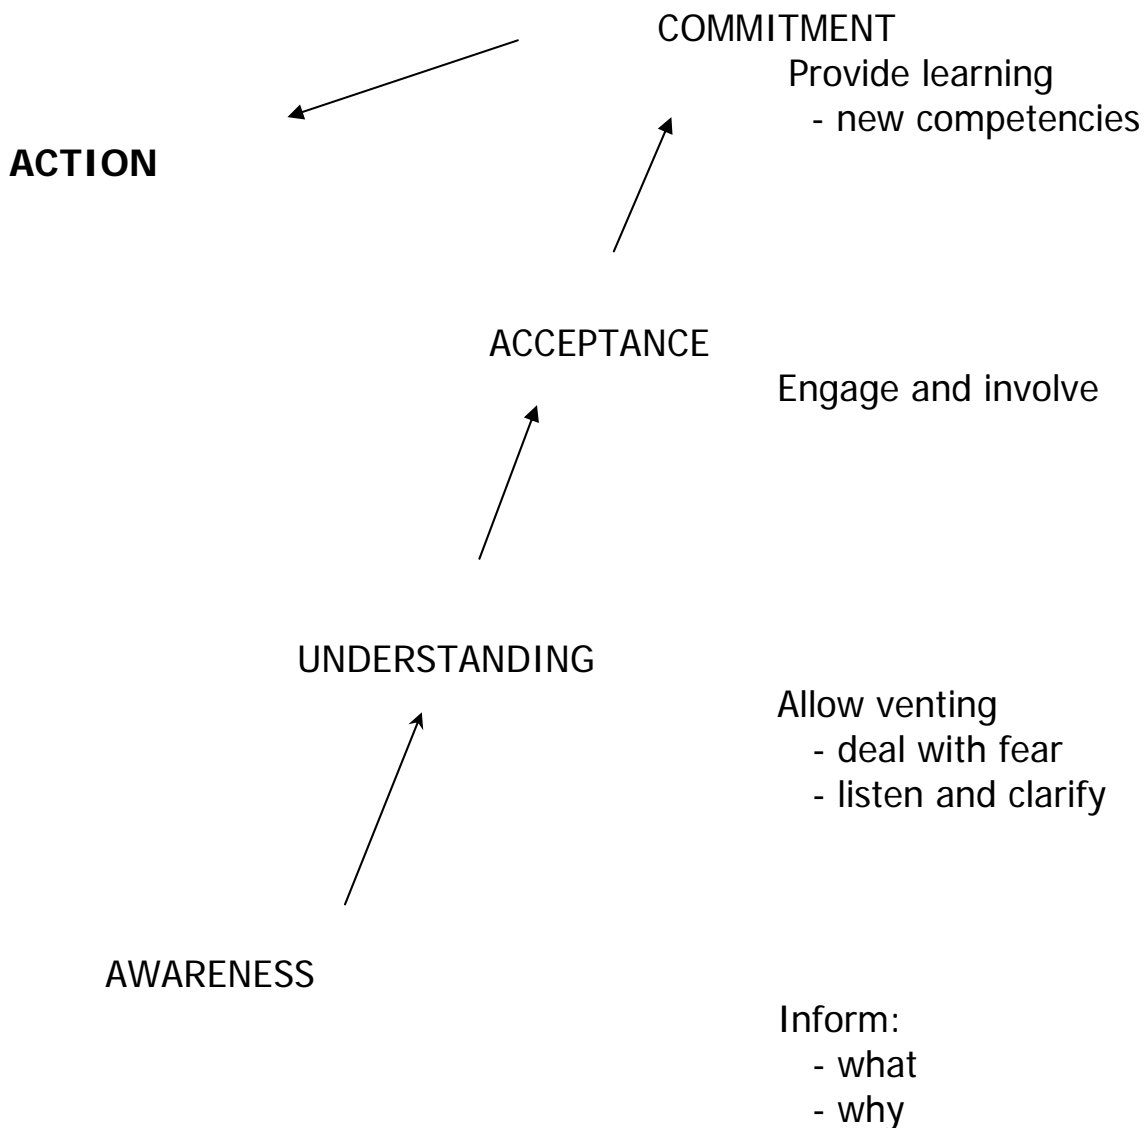 COMMITMENT
Provide learning
- new competencies
ACTION
ACCEPTANCE
Engage and involve
UNDERSTANDING
Allow venting
- deal with fear
- listen and clarify
AWARENESS
Inform:
- what
- why